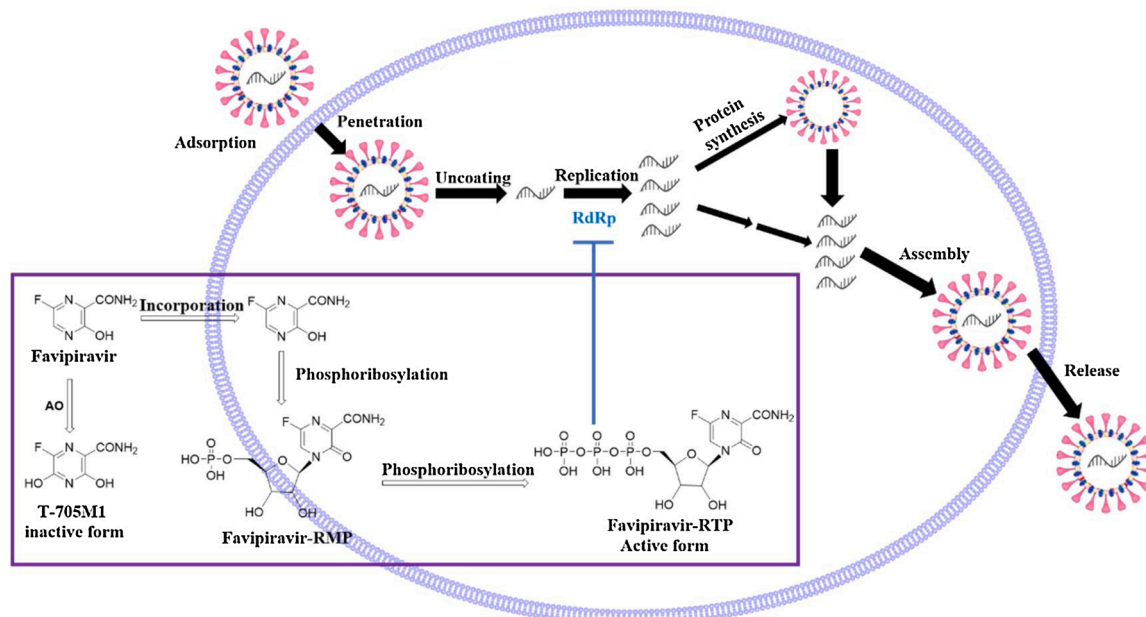 Adsorption
Penetration
Uncoating
Replication
RdRp
Protein
synthesis
Assembly
Release
F
N
CONH₂
N
OH
Favipiravir
Incorporation
F
N
CONH₂
N
OH
AO
Phosphoribosylation
F
N
CONH₂
HO
N
OH
T-705M1
inactive form
F
N
CONH₂
N
O
O
HO-P-O
OH
O
HO
OH
Favipiravir-RMP
Phosphoribosylation
F
N
CONH₂
N
O
O
O
O
HO-P-O-P-O-P-O
OH
OH
OH
O
HO
OH
Favipiravir-RTP
Active form